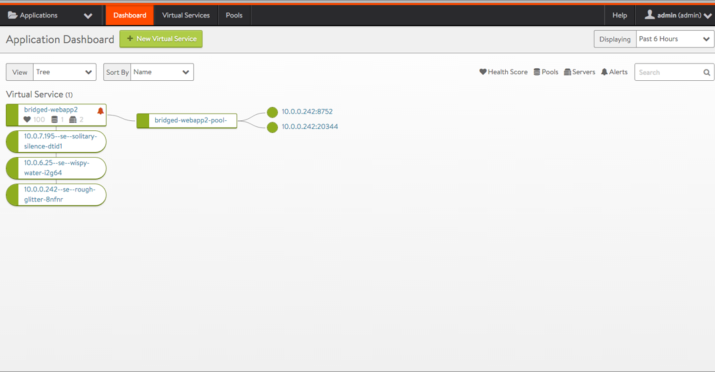 Applications Dashboard Virtual Services Pools Help admin (admin)
Application Dashboard + New Virtual Service Displaying Past 6 Hours
View Tree Sort By Name Health Score Pools Servers Alerts Search
Virtual Service (1)
bridged-webapp2
100 1 2
bridged-webapp2-pool-
10.0.0.242:8752
10.0.0.242:20344
10.0.7.195--se--solitary-
silence-dtid1
10.0.6.25--se--wispy-
water-i2g64
10.0.0.242--se--rough-
glitter-8nfnr